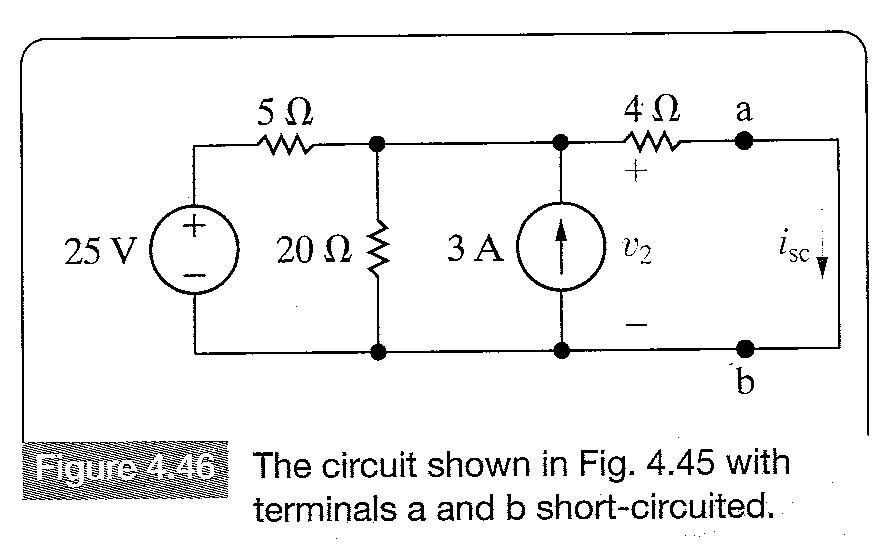 5 Ω
4 Ω
a
+
+
25 V
20 Ω
3 A
v₂
i_sc
−
−
b
Figure 4.46
The circuit shown in Fig. 4.45 with
terminals a and b short-circuited.